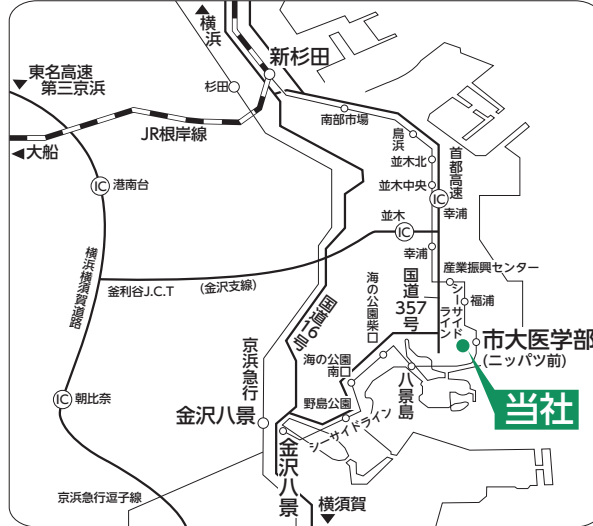 ▲
横浜
新杉田
東名高速
▼第三京浜
杉田
南部市場
JR根岸線
鳥浜
◀大船
並木北
首都高速
IC 港南台
並木中央
IC
幸浦
並木
IC
横浜横須賀道路
幸浦
産業振興センター
釜利谷J.C.T
(金沢支線)
海の公園柴口
国道357号
シーサイドライン
福浦
国道16号
市大医学部
(ニッパツ前)
京浜急行
海の公園南口
八景島
IC 朝比奈
野島公園
当社
金沢八景
シーサイドライン
金沢八景
京浜急行逗子線
横須賀
▼